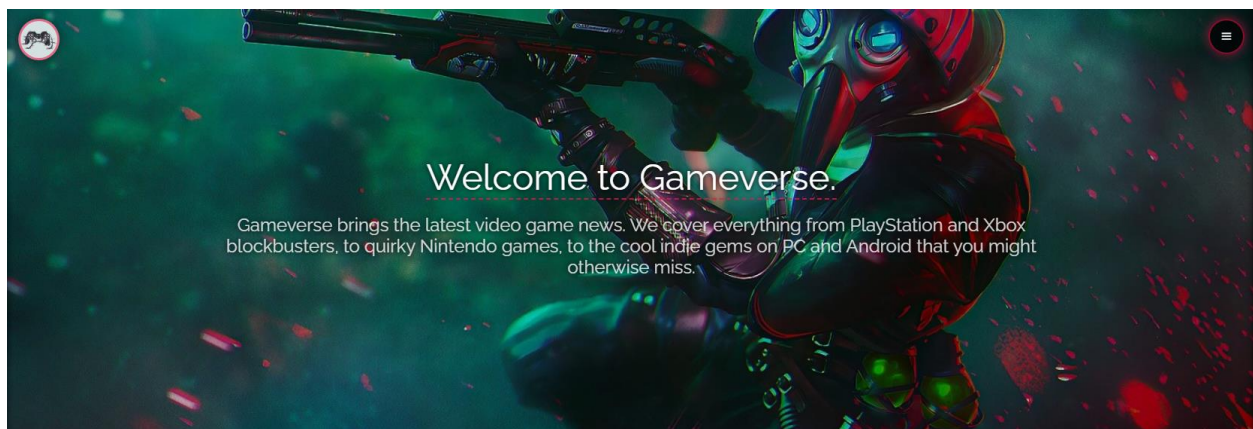 Welcome to Gameverse.
Gameverse brings the latest video game news. We cover everything from PlayStation and Xbox
blockbusters, to quirky Nintendo games, to the cool indie gems on PC and Android that you might
otherwise miss.